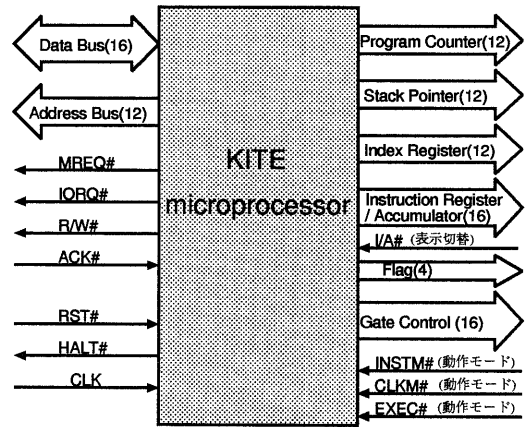 Data Bus(16)
Address Bus(12)
MREQ#
IORQ#
R/W#
ACK#
RST#
HALT#
CLK
KITE
microprocessor
Program Counter(12)
Stack Pointer(12)
Index Register(12)
Instruction Register
/ Accumulator(16)
I/A# (表示切替)
Flag(4)
Gate Control (16)
INSTM# (動作モード)
CLKM# (動作モード)
EXEC# (動作モード)